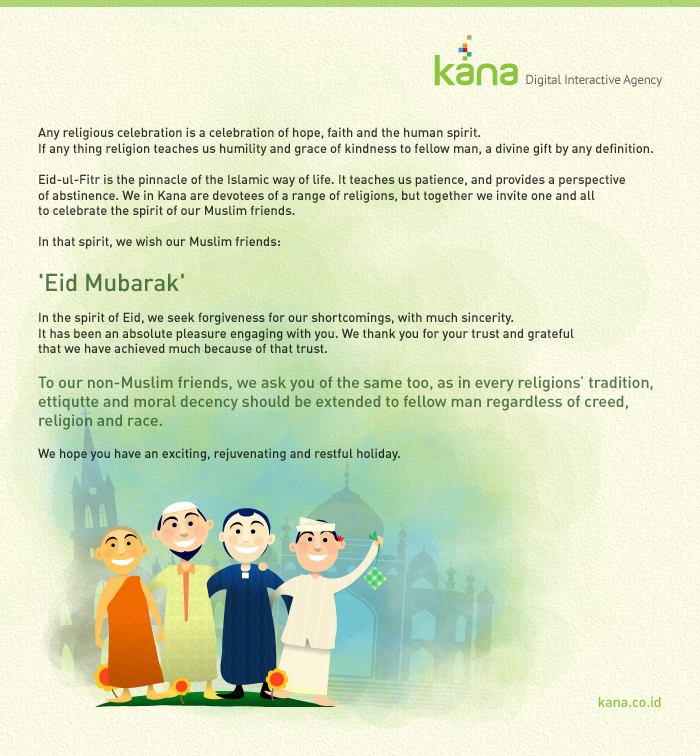 kana Digital Interactive Agency
Any religious celebration is a celebration of hope, faith and the human spirit.
If any thing religion teaches us humility and grace of kindness to fellow man, a divine gift by any definition.
Eid-ul-Fitr is the pinnacle of the Islamic way of life. It teaches us patience, and provides a perspective
of abstinence. We in Kana are devotees of a range of religions, but together we invite one and all
to celebrate the spirit of our Muslim friends.
In that spirit, we wish our Muslim friends:
'Eid Mubarak'
In the spirit of Eid, we seek forgiveness for our shortcomings, with much sincerity.
It has been an absolute pleasure engaging with you. We thank you for your trust and grateful
that we have achieved much because of that trust.
To our non-Muslim friends, we ask you of the same too, as in every religions’ tradition,
ettiqutte and moral decency should be extended to fellow man regardless of creed,
religion and race.
We hope you have an exciting, rejuvenating and restful holiday.
kana.co.id